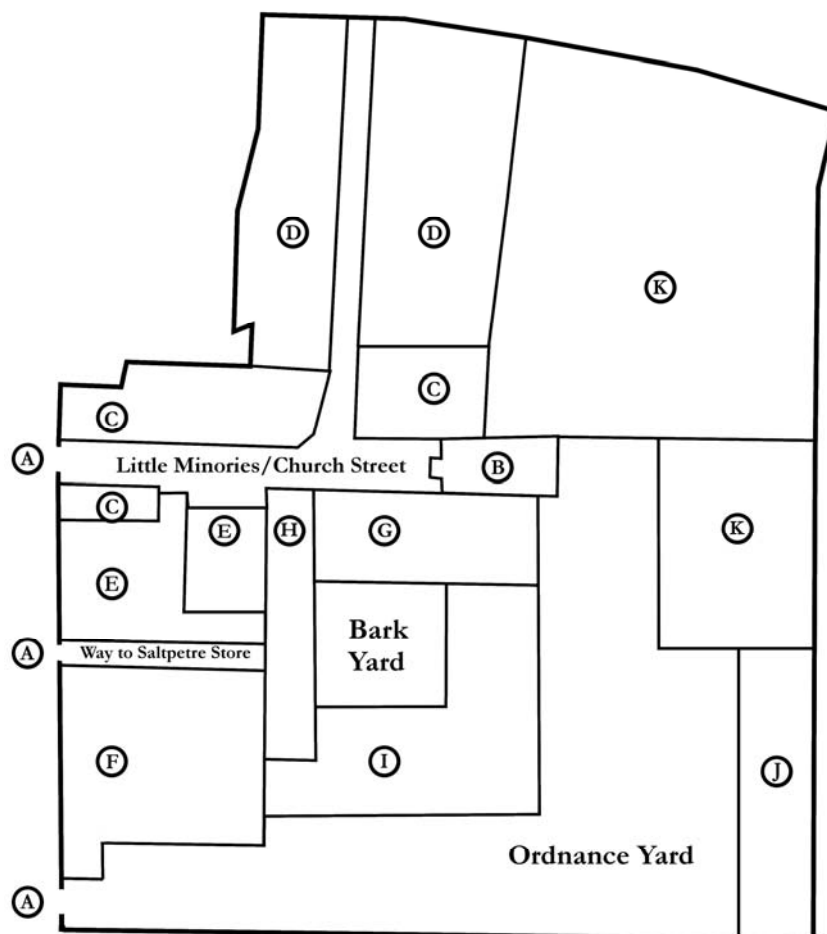 D
D
K
C
C
A
Little Minories/Church Street
B
C
E
H
G
K
E
Bark
Yard
A
Way to Saltpetre Store
F
I
J
Ordnance Yard
A